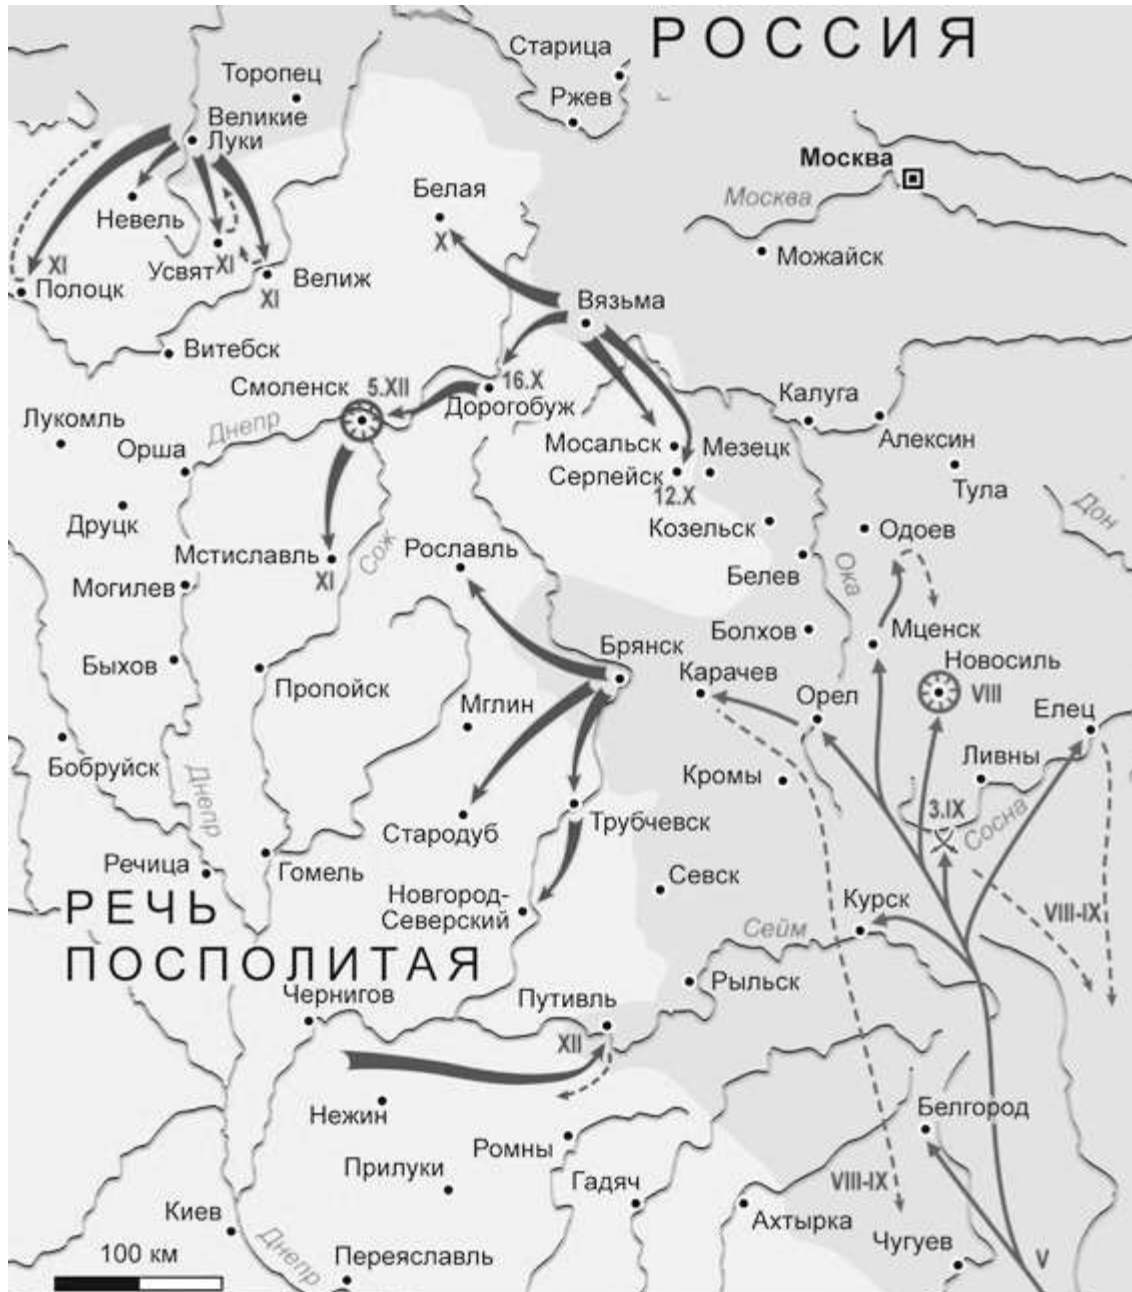 РОССИЯ
Старица
Торопец
Ржев
Великие
Луки
Москва
Москва
Белая
X
Невель
Можайск
XI
Усвят
XI
Велиж
XI
Полоцк
Вязьма
Витебск
Смоленск
5.XII
16.X
Дорогобуж
Калуга
Лукомль
Днепр
Орша
Мосальск
Мезецк
Алексин
Серпейск
12.X
Тула
Друцк
Козельск
Одоев
Дон
Мстиславль
XI
Сож
Рославль
Могилев
Белев
Ока
Болхов
Мценск
Быхов
Брянск
Новосиль
VIII
Пропойск
Карачев
Мглин
Орел
Елец
Бобруйск
Днепр
Кромы
Ливны
Стародуб
Трубчевск
3.IX
Сосна
Речица
Гомель
Севск
РЕЧЬ
ПОСПОЛИТАЯ
Новгород-
Северский
Курск
VIII-IX
Сейм
Чернигов
Путивль
Рыльск
XII
Нежин
Белгород
Ромны
Прилуки
Гадяч
VIII-IX
Киев
Ахтырка
Чугуев
V
100 км
Днепр
Переяславль